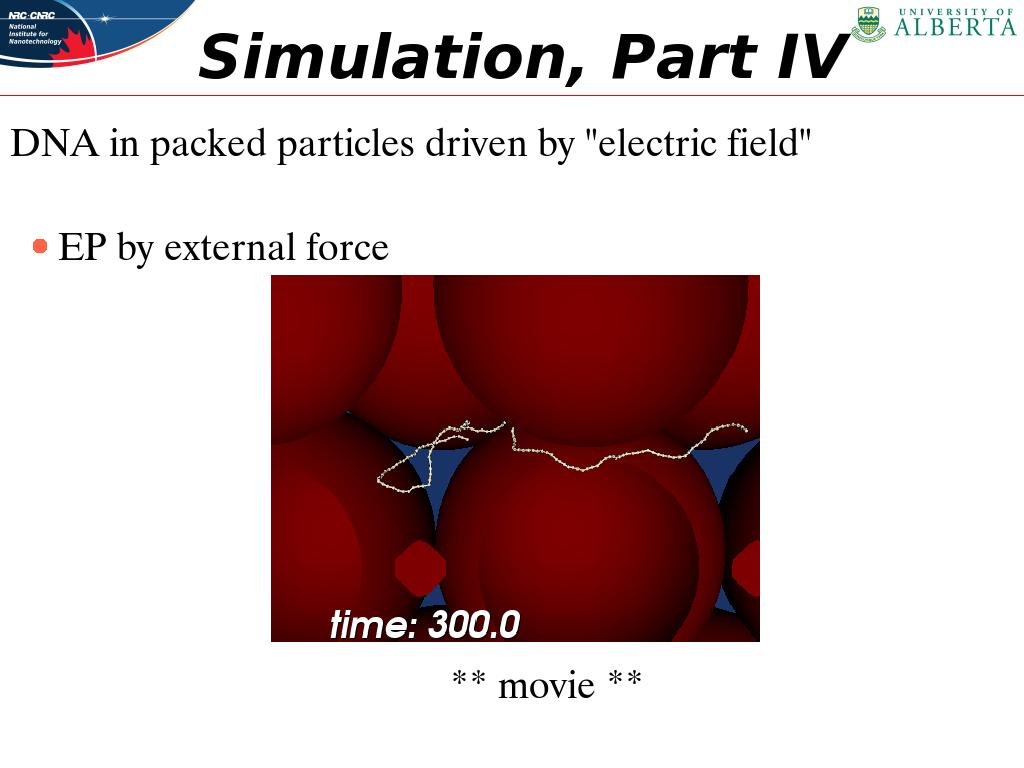 NRC·CNRC
National
Institute for
Nanotechnology
UNIVERSITY OF
ALBERTA
Simulation, Part IV
DNA in packed particles driven by "electric field"
EP by external force
time: 300.0
** movie **